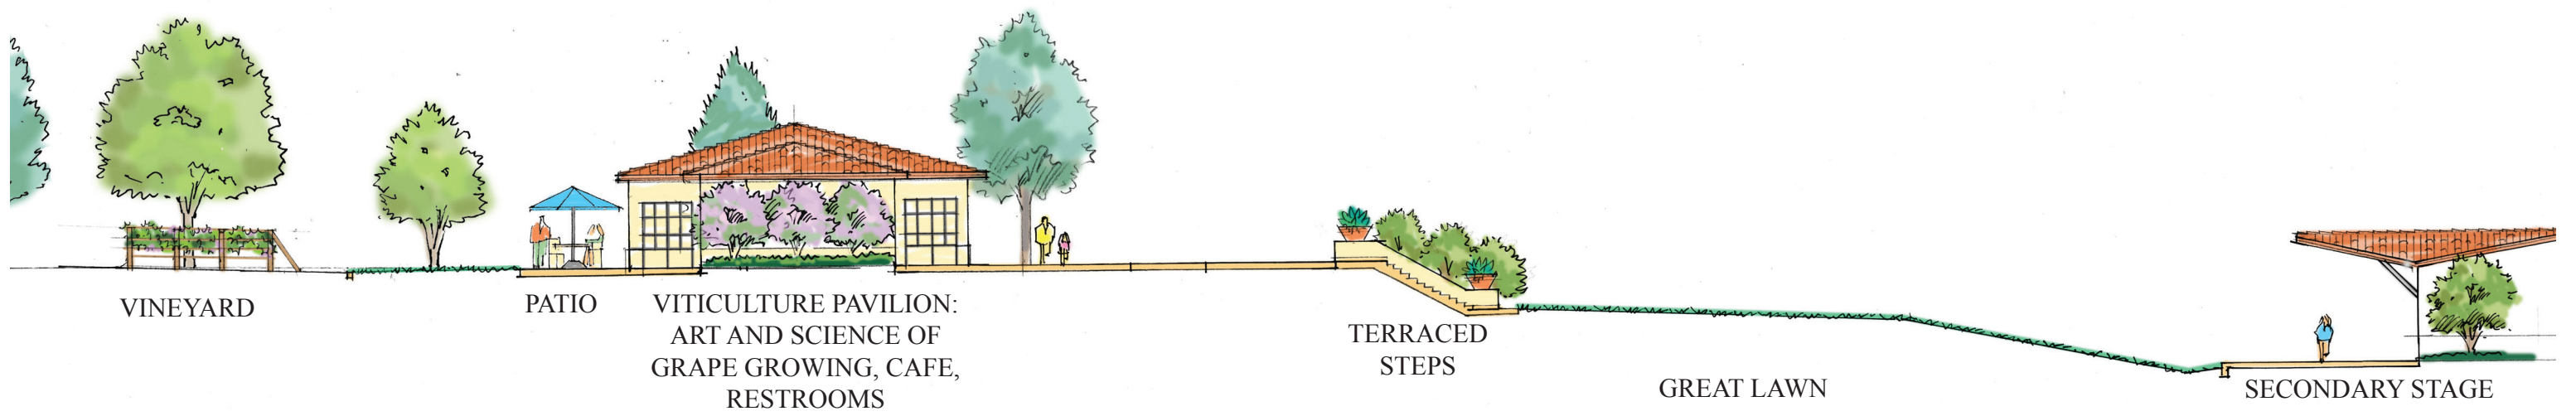 VINEYARD
PATIO
VITICULTURE PAVILION:
ART AND SCIENCE OF
GRAPE GROWING, CAFE,
RESTROOMS
TERRACED
STEPS
GREAT LAWN
SECONDARY STAGE